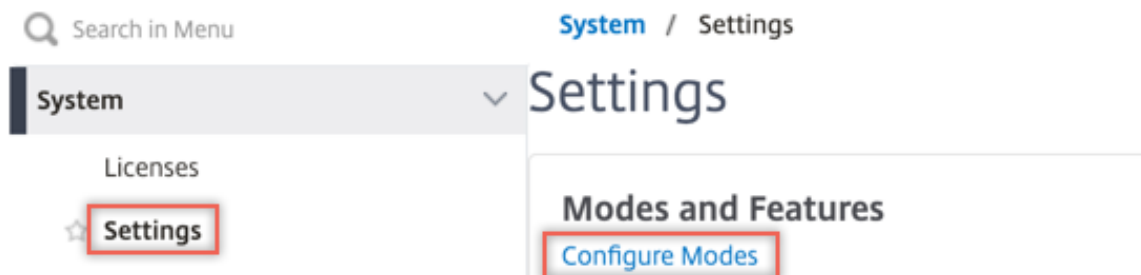 Search in Menu
System
Licenses
Settings
System / Settings
Settings
Modes and Features
Configure Modes